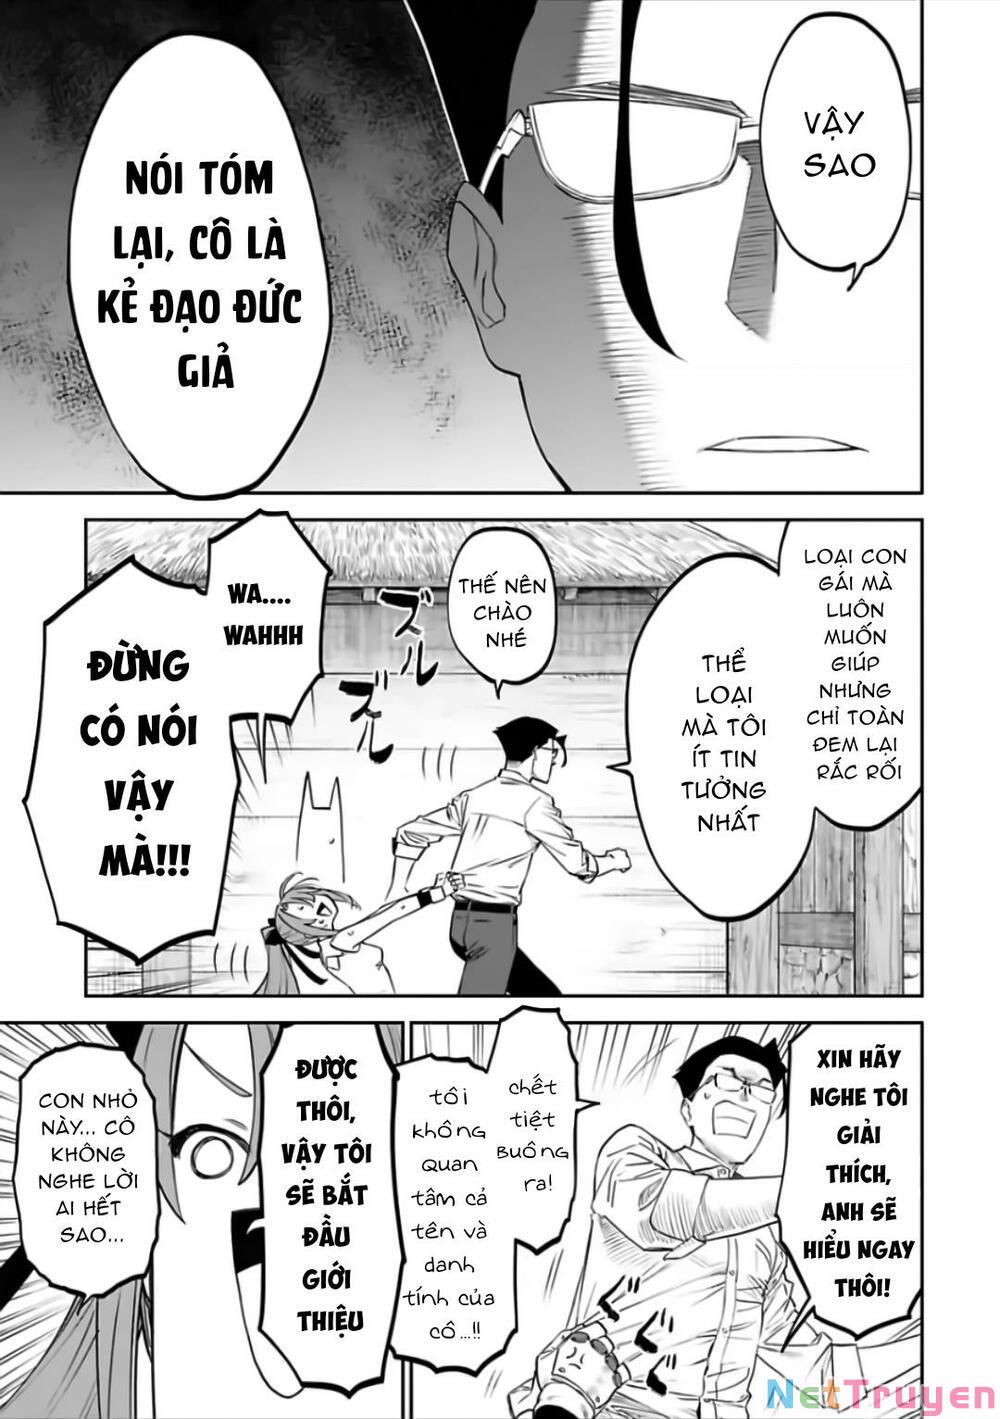 VẬY
SAO
NÓI TÓM
LẠI, CÔ LÀ
KẺ ĐẠO ĐỨC
GIẢ
LOẠI CON
GÁI MÀ
LUÔN
MUỐN
GIÚP
NHƯNG
CHỈ TOÀN
ĐEM LẠI
RẮC RỐI
THỂ
LOẠI
MÀ TÔI
ÍT TIN
TƯỞNG
NHẤT
THẾ NÊN
CHÀO
NHÉ
ズルズル
WA....
WAHHH
ĐỪNG
CÓ NÓI
VẬY
MÀ!!!
XIN HÃY
NGHE TÔI
GIẢI
THÍCH,
ANH SẼ
HIỂU NGAY
THÔI!
chết
tiệt
Buông
ra!
tôi
không
quan
tâm cả
tên và
danh
tính của
cô...!!
ĐƯỢC
THÔI,
VẬY TÔI
SẼ BẮT
ĐẦU
GIỚI
THIỆU
CON NHỎ
NÀY... CÔ
KHÔNG
NGHE LỜI
AI HẾT
SAO...
NetTruyen